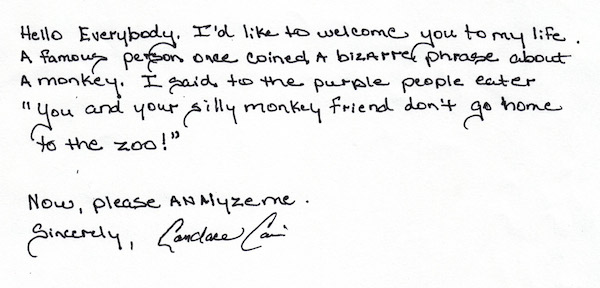 Hello Everybody. I'd like to welcome you to my life.
A famous person once coined A bizARre phrase about
A monkey. I said to the purple people eater
"You and your silly monkey friend don't go home
to the zoo!"
Now, please ANAlyze me.
Sincerely, Candace